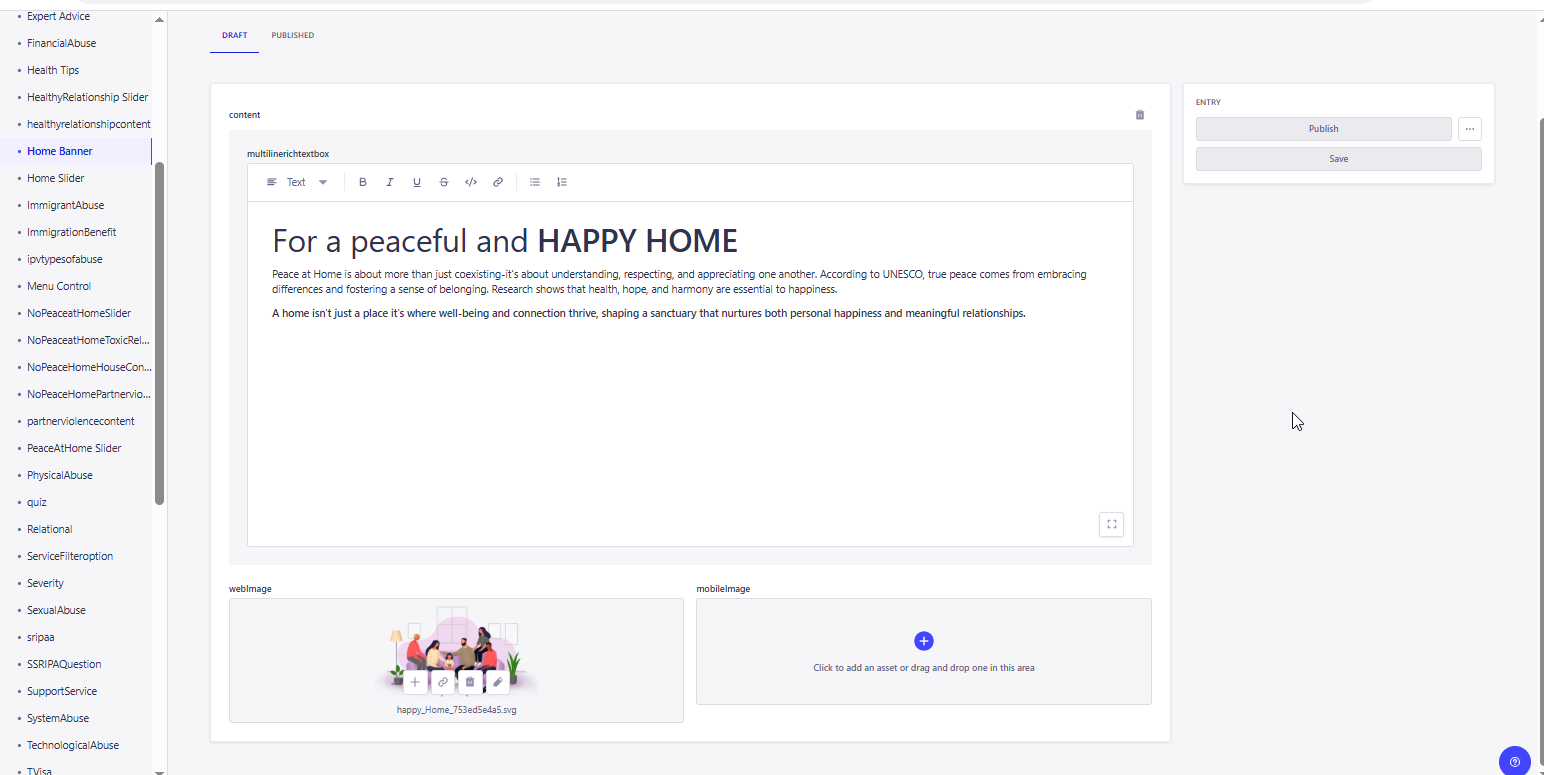 Expert Advice
FinancialAbuse
Health Tips
HealthyRelationship Slider
healthyrelationshipcontent
Home Banner
Home Slider
ImmigrantAbuse
ImmigrationBenefit
ipvtypesofabuse
Menu Control
NoPeaceatHomeSlider
NoPeaceatHomeToxicRel...
NoPeaceHomeHouseCon...
NoPeaceHomePartnervio...
partnerviolencecontent
PeaceAtHome Slider
PhysicalAbuse
quiz
Relational
ServiceFilteroption
Severity
SexualAbuse
sripaa
SSRIPAQuestion
SupportService
SystemAbuse
TechnologicalAbuse
TVisa
DRAFT PUBLISHED
content
multilinerichtextbox
Text
For a peaceful and HAPPY HOME
Peace at Home is about more than just coexisting-it's about understanding, respecting, and appreciating one another. According to UNESCO, true peace comes from embracing
differences and fostering a sense of belonging. Research shows that health, hope, and harmony are essential to happiness.
A home isn't just a place it's where well-being and connection thrive, shaping a sanctuary that nurtures both personal happiness and meaningful relationships.
webImage
happy_Home_753ed5e4a5.svg
mobileImage
Click to add an asset or drag and drop one in this area
ENTRY
Publish
Save